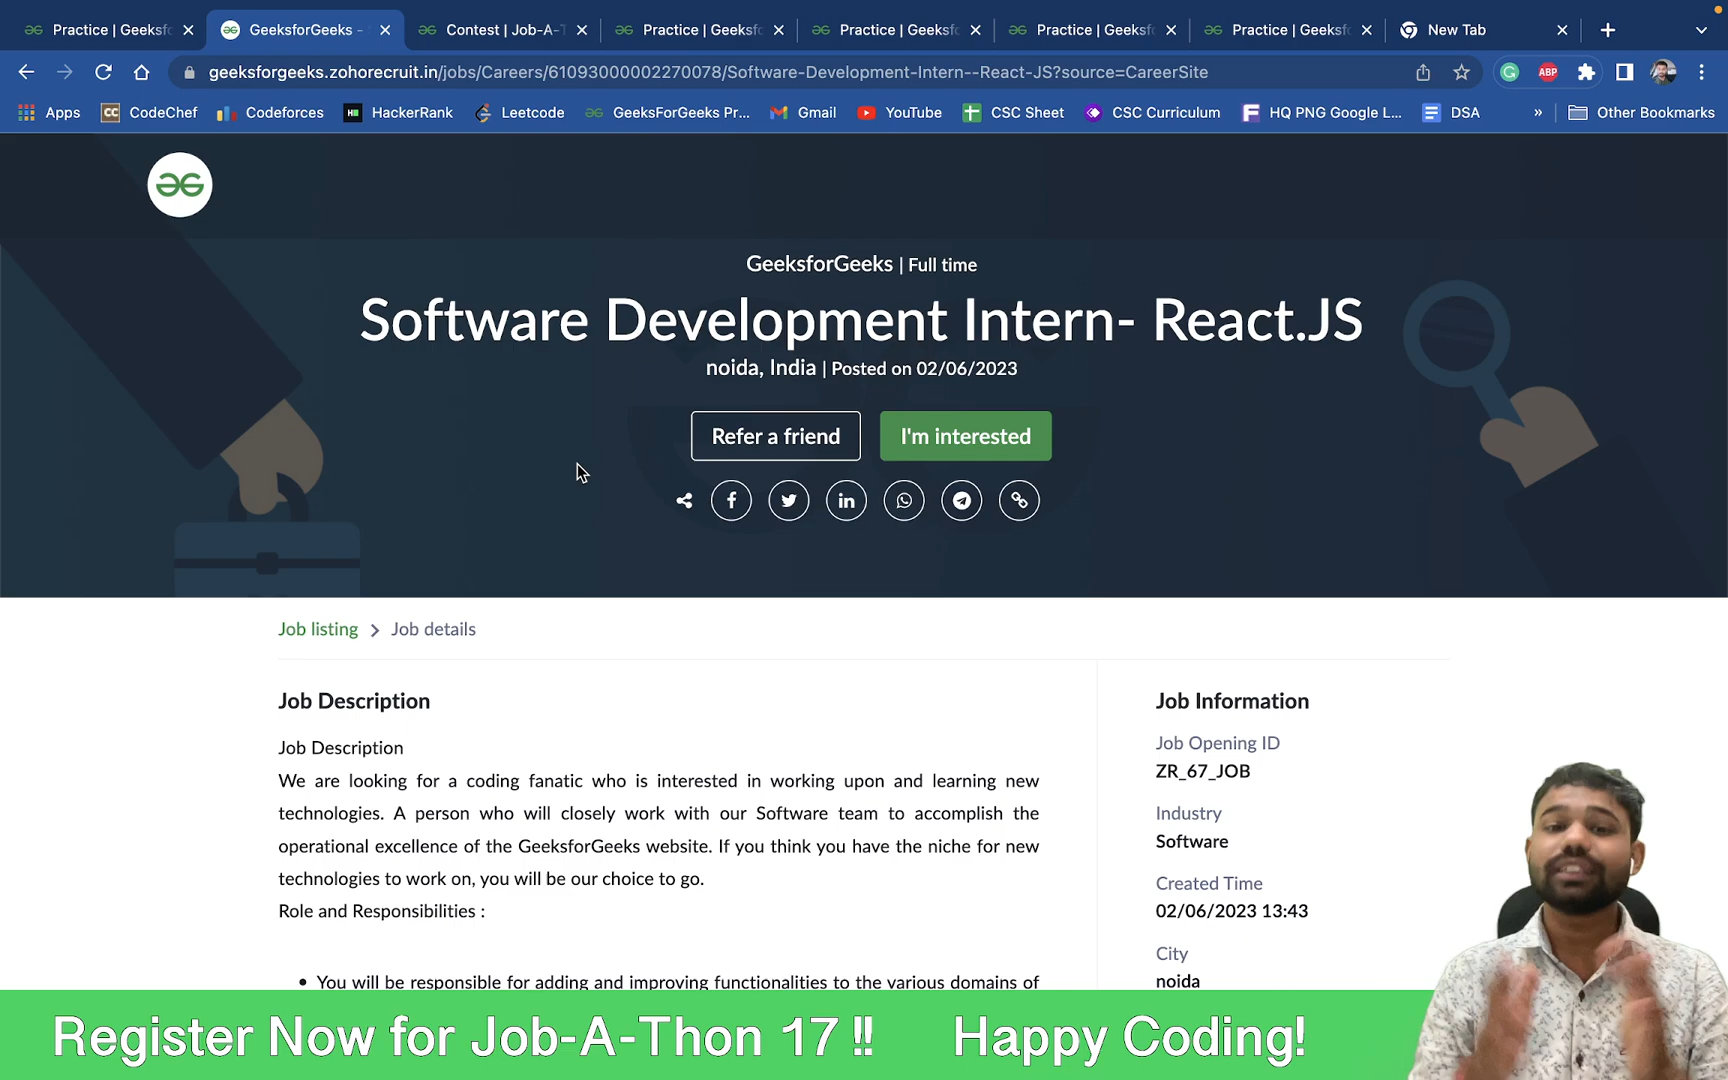 Practice | Geeksfo
GeeksforGeeks -
Contest | Job-A-T
Practice | Geeksfo
Practice | Geeksfo
Practice | Geeksfo
Practice | Geeksfo
New Tab
geeksforgeeks.zohorecruit.in/jobs/Careers/61093000002270078/Software-Development-Intern--React-JS?source=CareerSite
ABP
Apps
CC CodeChef
Codeforces
HackerRank
Leetcode
GeeksForGeeks Pr...
Gmail
YouTube
CSC Sheet
CSC Curriculum
HQ PNG Google L...
DSA
»
Other Bookmarks
GeeksforGeeks | Full time
Software Development Intern- React.JS
noida, India | Posted on 02/06/2023
Refer a friend
I'm interested
Job listing > Job details
Job Description
Job Description
We are looking for a coding fanatic who is interested in working upon and learning new
technologies. A person who will closely work with our Software team to accomplish the
operational excellence of the GeeksforGeeks website. If you think you have the niche for new
technologies to work on, you will be our choice to go.
Role and Responsibilities :
• You will be responsible for adding and improving functionalities to the various domains of
Job Information
Job Opening ID
ZR_67_JOB
Industry
Software
Created Time
02/06/2023 13:43
City
noida
Register Now for Job-A-Thon 17 !! Happy Coding!